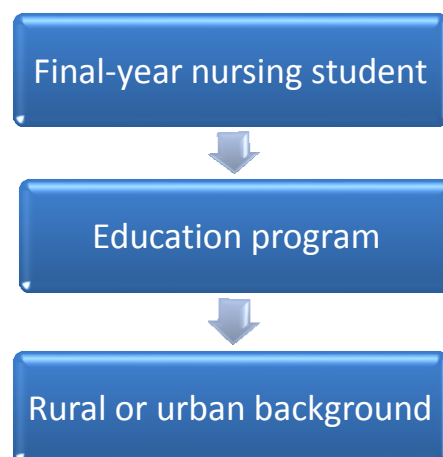 Final-year nursing student
Education program
Rural or urban background